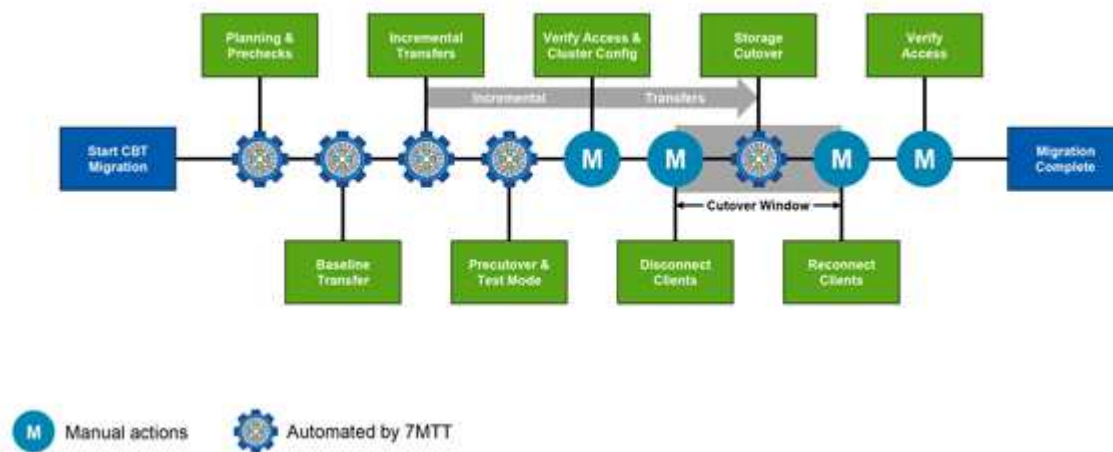 Planning &
Prechecks
Incremental
Transfers
Verify Access &
Cluster Config
Storage
Cutover
Verify
Access
Incremental Transfers
Start CBT
Migration
M
M
M
M
Migration
Complete
Cutover Window
Baseline
Transfer
Precutover &
Test Mode
Disconnect
Clients
Reconnect
Clients
M Manual actions
Automated by 7MTT